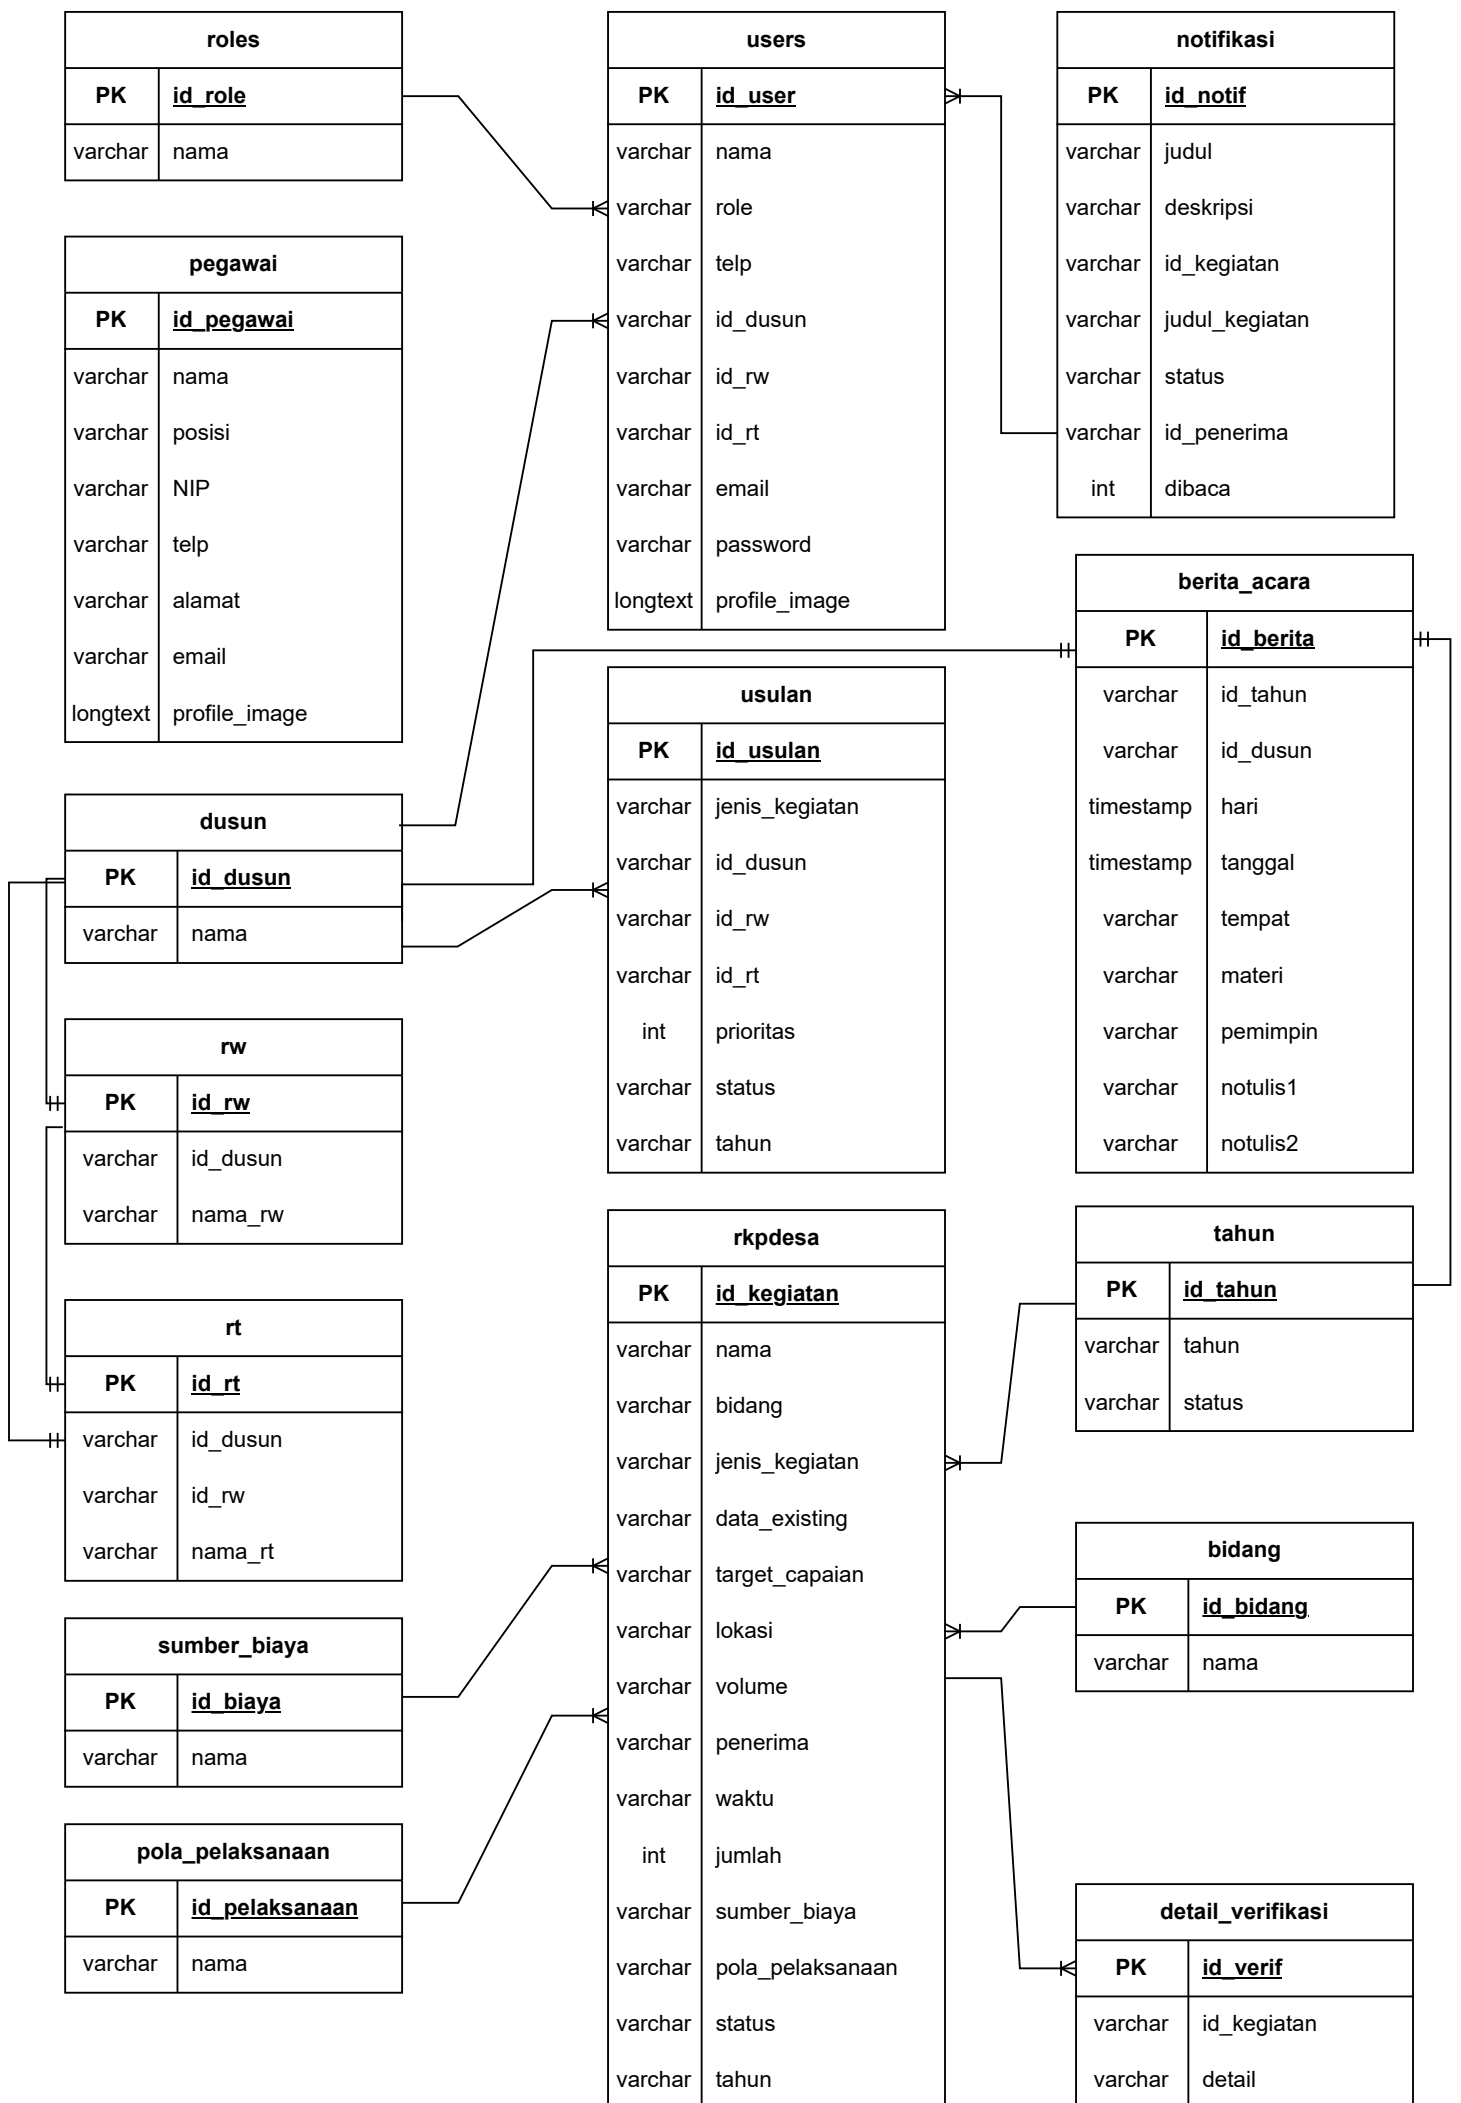 roles
PK id_role
varchar nama
pegawai
PK id_pegawai
varchar nama
varchar posisi
varchar NIP
varchar telp
varchar alamat
varchar email
longtext profile_image
dusun
PK id_dusun
varchar nama
rw
PK id_rw
varchar id_dusun
varchar nama_rw
rt
PK id_rt
varchar id_dusun
varchar id_rw
varchar nama_rt
sumber_biaya
PK id_biaya
varchar nama
pola_pelaksanaan
PK id_pelaksanaan
varchar nama
users
PK id_user
varchar nama
varchar role
varchar telp
varchar id_dusun
varchar id_rw
varchar id_rt
varchar email
varchar password
longtext profile_image
usulan
PK id_usulan
varchar jenis_kegiatan
varchar id_dusun
varchar id_rw
varchar id_rt
int prioritas
varchar status
varchar tahun
rkpdesa
PK id_kegiatan
varchar nama
varchar bidang
varchar jenis_kegiatan
varchar data_existing
varchar target_capaian
varchar lokasi
varchar volume
varchar penerima
varchar waktu
int jumlah
varchar sumber_biaya
varchar pola_pelaksanaan
varchar status
varchar tahun
notifikasi
PK id_notif
varchar judul
varchar deskripsi
varchar id_kegiatan
varchar judul_kegiatan
varchar status
varchar id_penerima
int dibaca
berita_acara
PK id_berita
varchar id_tahun
varchar id_dusun
timestamp hari
timestamp tanggal
varchar tempat
varchar materi
varchar pemimpin
varchar notulis1
varchar notulis2
tahun
PK id_tahun
varchar tahun
varchar status
bidang
PK id_bidang
varchar nama
detail_verifikasi
PK id_verif
varchar id_kegiatan
varchar detail